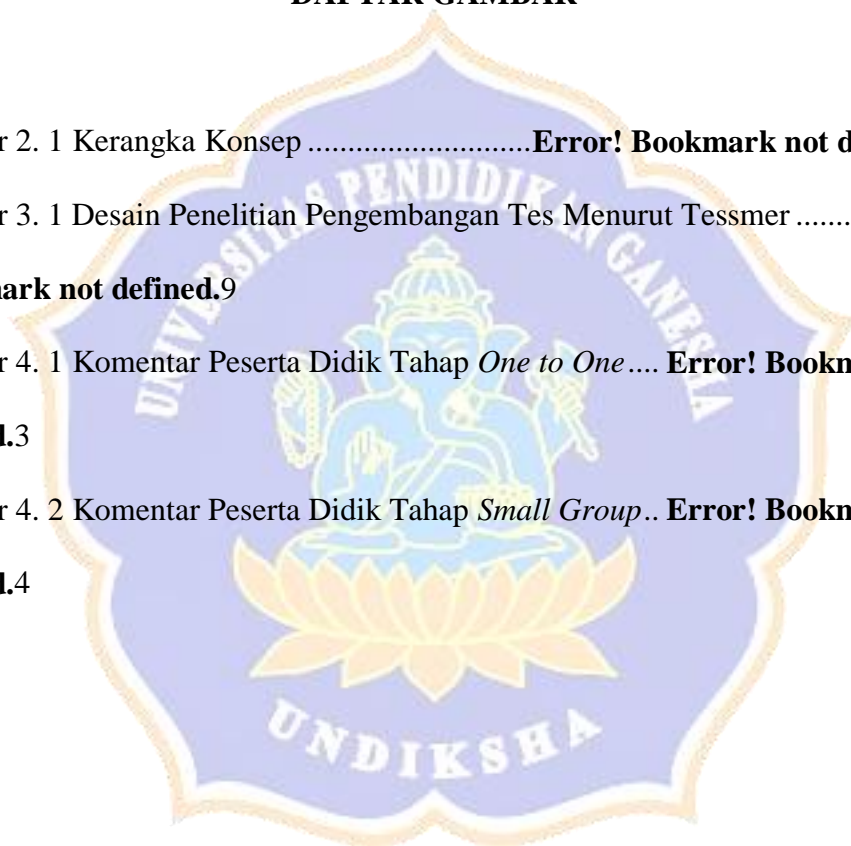 DAFTAR GAMBAR
r 2. 1 Kerangka Konsep ............................Error! Bookmark not d
r 3. 1 Desain Penelitian Pengembangan Tes Menurut Tessmer .......
ark not defined.9
r 4. 1 Komentar Peserta Didik Tahap One to One.... Error! Bookm
d.3
r 4. 2 Komentar Peserta Didik Tahap Small Group.. Error! Bookm
d.4
UNIVERSITAS PENDIDIKAN GANESHA
UNDIKSHA